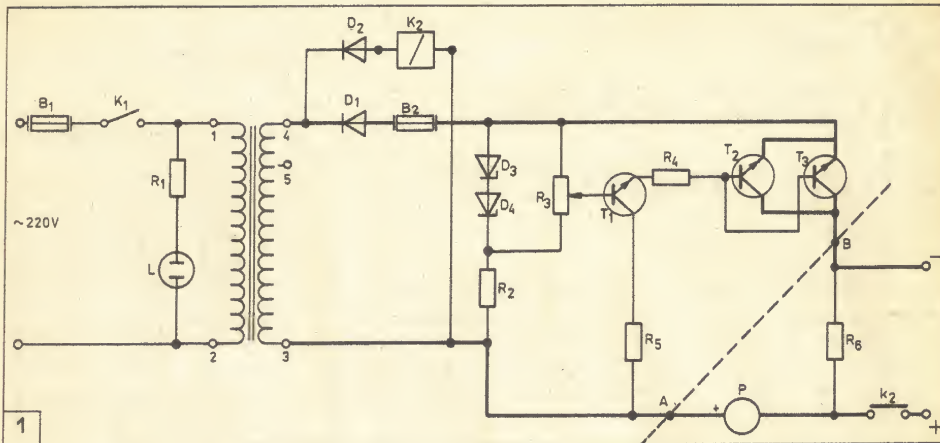 D2
K2
B1
K1
D1
B2
1
4
5
D3
R4
T2
T3
R1
R3
D4
T1
~220V
B
−
L
R2
R5
R6
2
3
A
+
P
k2
+
1